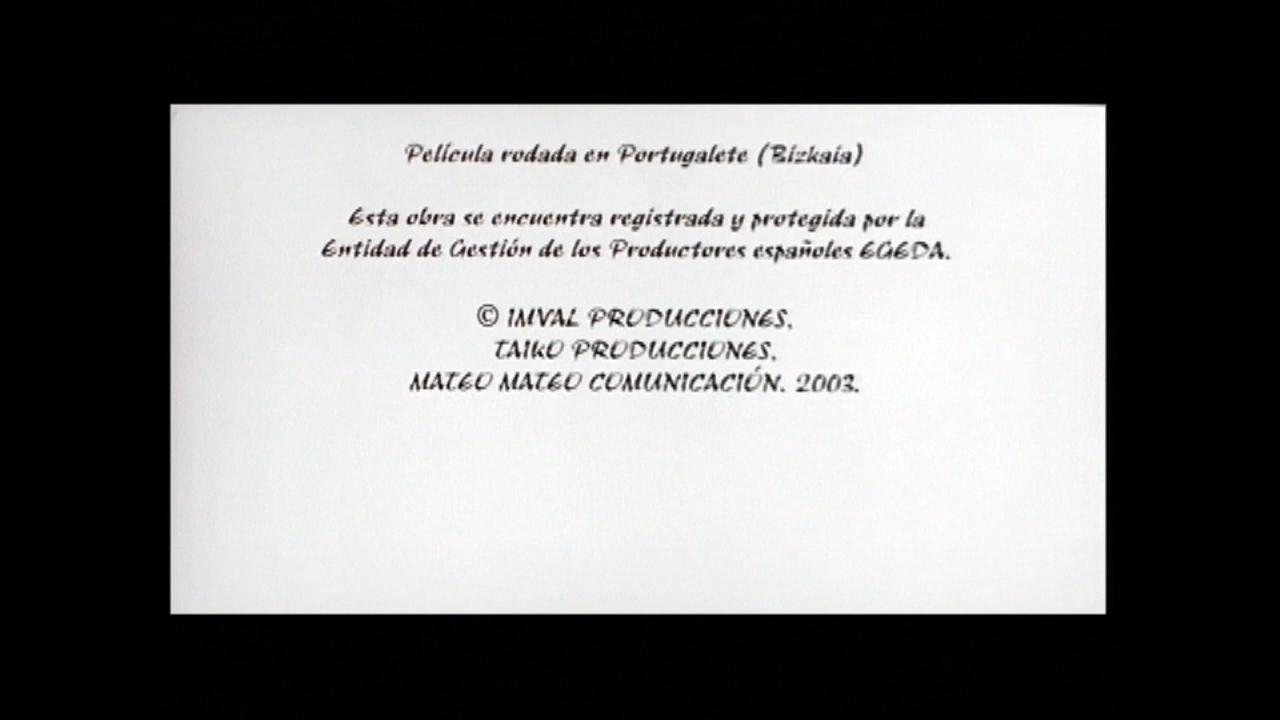 Película rodada en Portugalete (Bizkaia)
Esta obra se encuentra registrada y protegida por la
Entidad de Gestión de los Productores españoles EGEDA.
© IMVAL PRODUCCIONES,
TAIKO PRODUCCIONES,
MATEO MATEO COMUNICACIÓN. 2003.